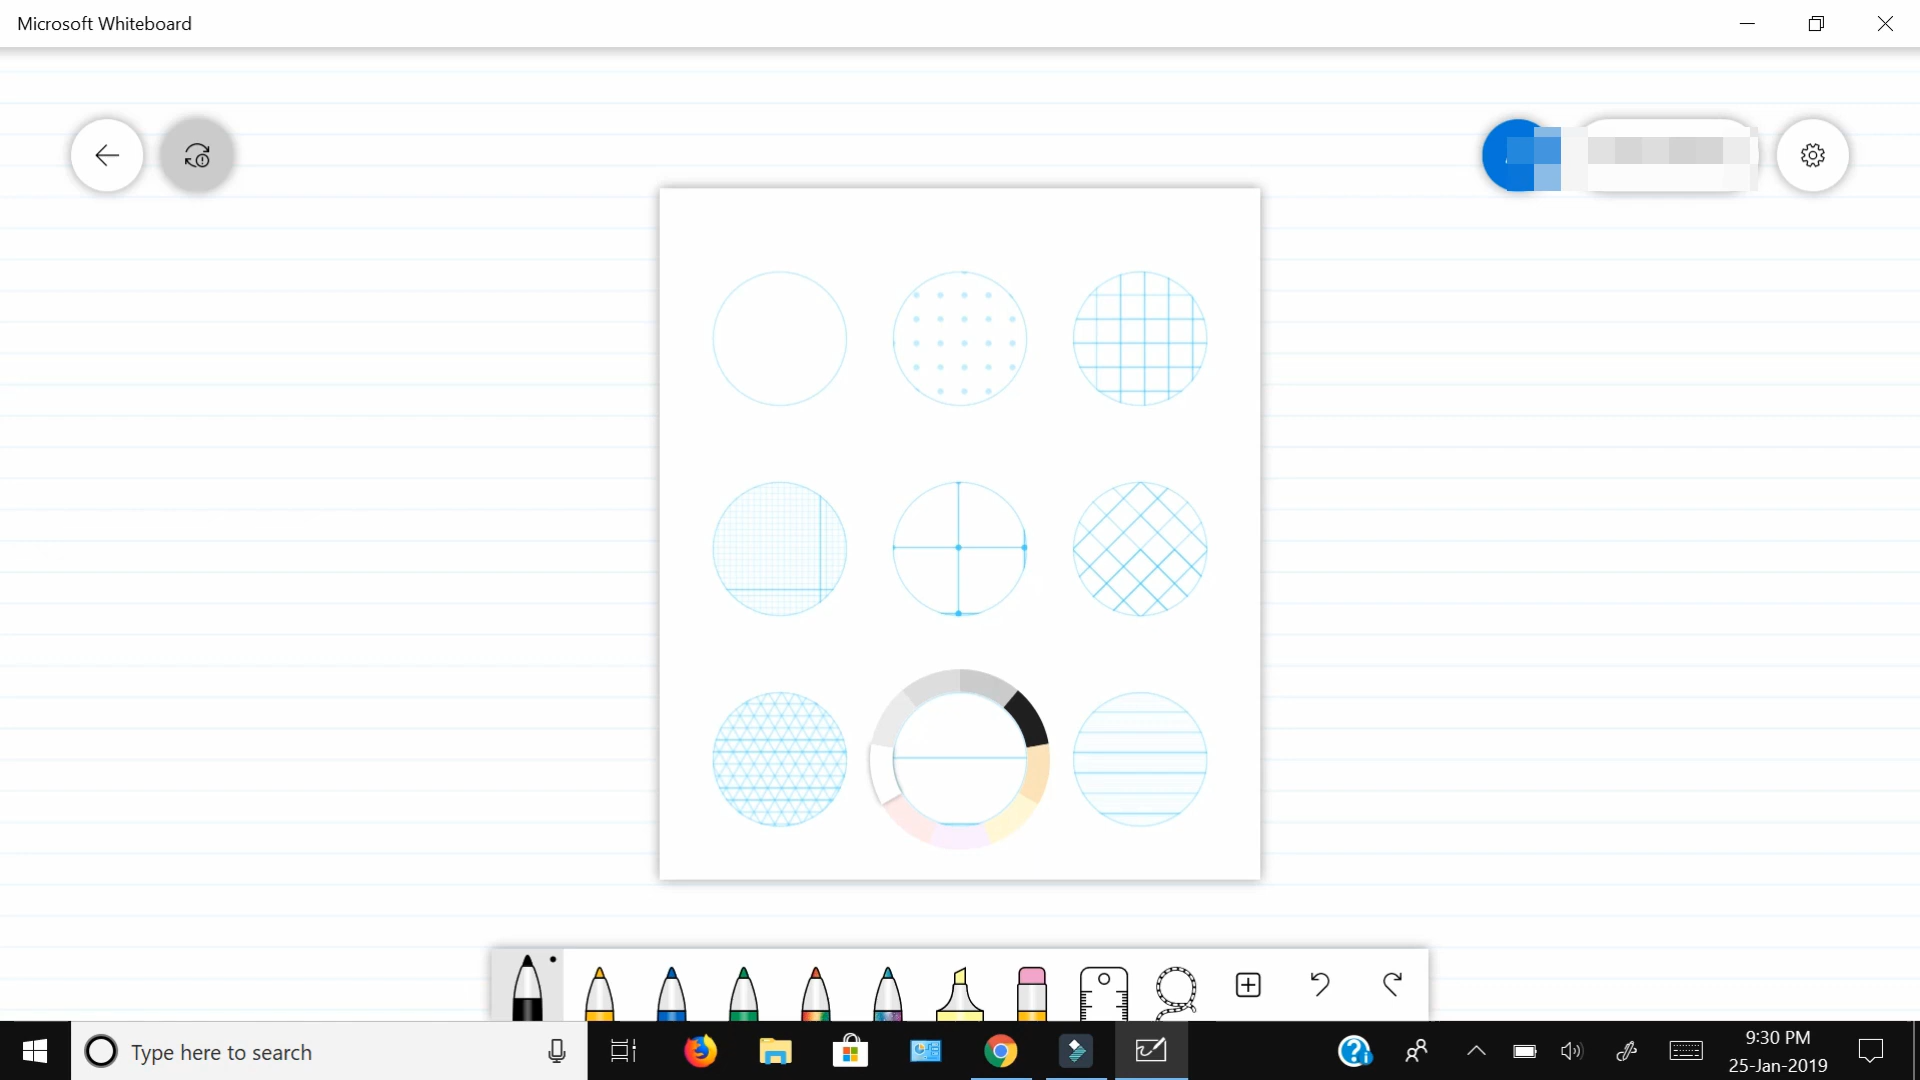 Microsoft Whiteboard
Type here to search
9:30 PM
25-Jan-2019